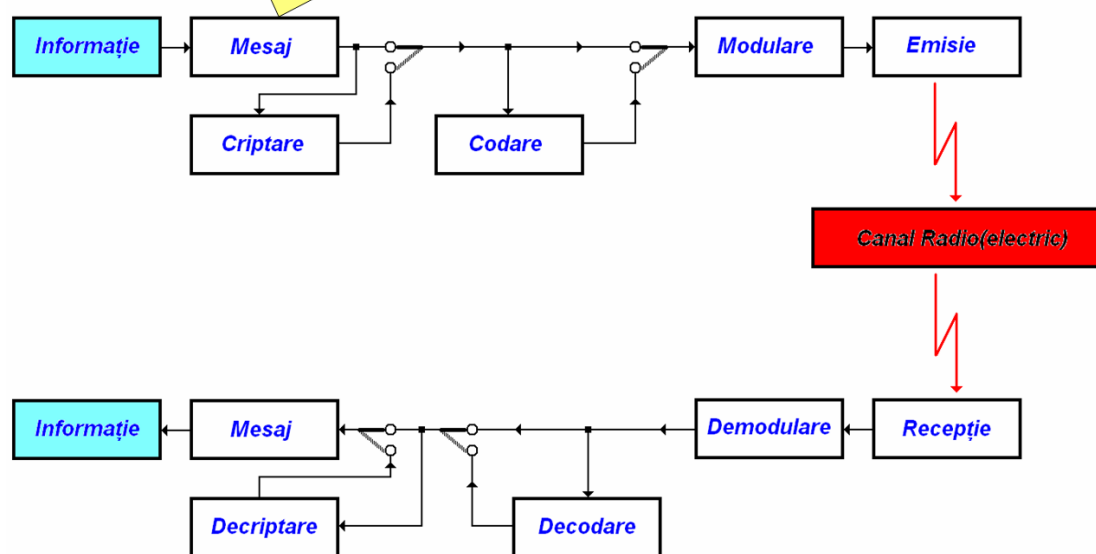 Informație
Mesaj
Modulare
Emisie
Criptare
Codare
Canal Radio(electric)
Informație
Mesaj
Demodulare
Recepție
Decriptare
Decodare